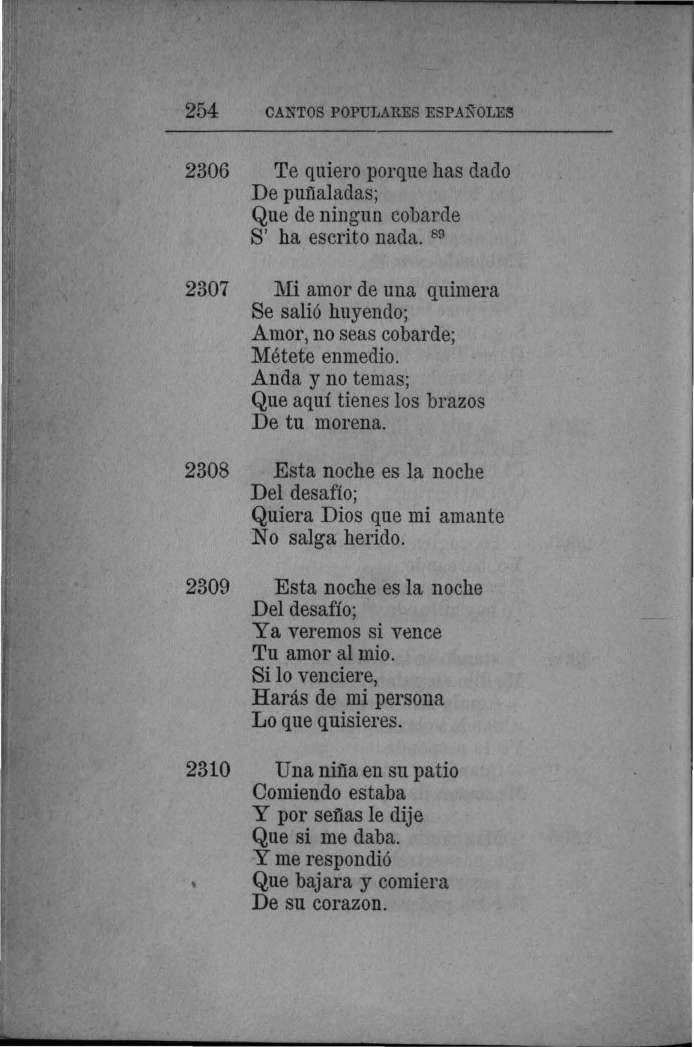 254 CANTOS POPULARES ESPAÑOLES
2306 Te quiero porque has dado
De puñaladas;
Que de ningun cobarde
S' ha escrito nada. 89
2307 Mi amor de una quimera
Se salió huyendo;
Amor, no seas cobarde;
Métete enmedio.
Anda y no temas;
Que aquí tienes los brazos
De tu morena.
2308 Esta noche es la noche
Del desafío;
Quiera Dios que mi amante
No salga herido.
2309 Esta noche es la noche
Del desafío;
Ya veremos si vence
Tu amor al mio.
Si lo venciere,
Harás de mi persona
Lo que quisieres.
2310 Una niña en su patio
Comiendo estaba
Y por señas le dije
Que si me daba.
Y me respondió
Que bajara y comiera
De su corazon.